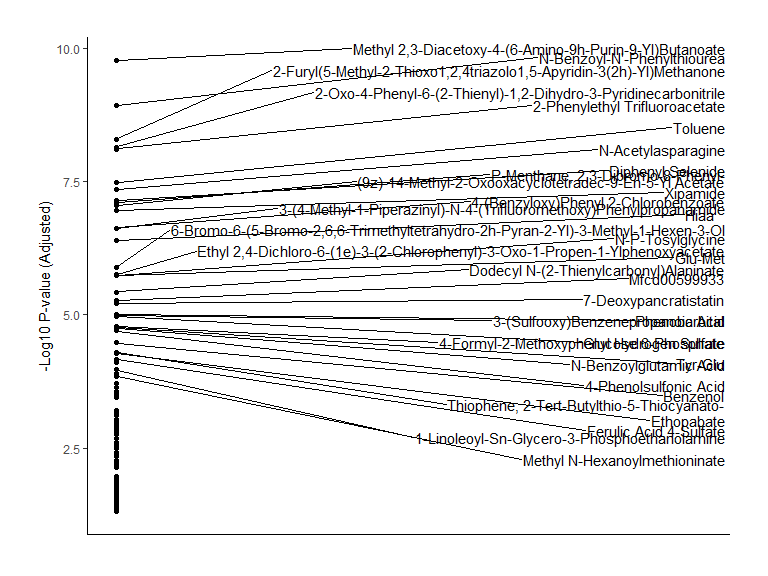 10.0
7.5
5.0
2.5
-Log10 P-value (Adjusted)
Methyl 2,3-Diacetoxy-4-(6-Amino-9h-Purin-9-Yl)Butanoate
N-Benzoyl-N'-Phenylthiourea
2-Furyl(5-Methyl-2-Thioxo1,2,4triazolo1,5-Apyridin-3(2h)-Yl)Methanone
2-Oxo-4-Phenyl-6-(2-Thienyl)-1,2-Dihydro-3-Pyridinecarbonitrile
2-Phenylethyl Trifluoroacetate
Toluene
N-Acetylasparagine
Diphenyl Selenide
P-Menthane, 2,3-Dibromo-8-Phenyl-
(9z)-14-Methyl-2-Oxdoxacyclotetradec-9-En-5-Yl Acetate
Xipamide
4-(Benzyloxy)Phenyl 2-Chlorobenzoate
3-(4-Methyl-1-Piperazinyl)-N-4-(Trifluoromethoxy)Phenylpropanamide
Hiaa
6-Bromo-6-(5-Bromo-2,6,6-Trimethyltetrahydro-2h-Pyran-2-Yl)-3-Methyl-1-Hexen-3-Ol
N-P-Tosylglycine
Ethyl 2,4-Dichloro-6-(1e)-3-(2-Chlorophenyl)-3-Oxo-1-Propen-1-Ylphenoxyacetate
Glu-Met
Dodecyl N-(2-Thienylcarbonyl)Alaninate
Mfcd00599933
7-Deoxypancratistatin
3-(Sulfooxy)Benzenepropanoic Acid
Phenobarbital
4-Formyl-2-Methoxyphenyl Hydrogen Sulfate
Glucose 6-Phosphate
Tyr-Glu
N-Benzoylglutamic Acid
4-Phenolsulfonic Acid
Benzenol
Thiophene, 2-Tert-Butylthio-5-Thiocyanato-
Ethopabate
Ferulic Acid 4-Sulfate
1-Linoleoyl-Sn-Glycero-3-Phosphoethanolamine
Methyl N-Hexanoylmethioninate